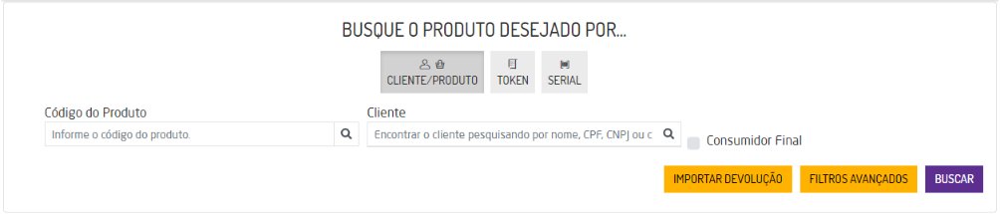 BUSQUE O PRODUTO DESEJADO POR...
CLIENTE/PRODUTO
TOKEN
SERIAL
Código do Produto
Cliente
Informe o código do produto.
Encontrar o cliente pesquisando por nome, CPF, CNPJ ou c
Consumidor Final
IMPORTAR DEVOLUÇÃO
FILTROS AVANÇADOS
BUSCAR